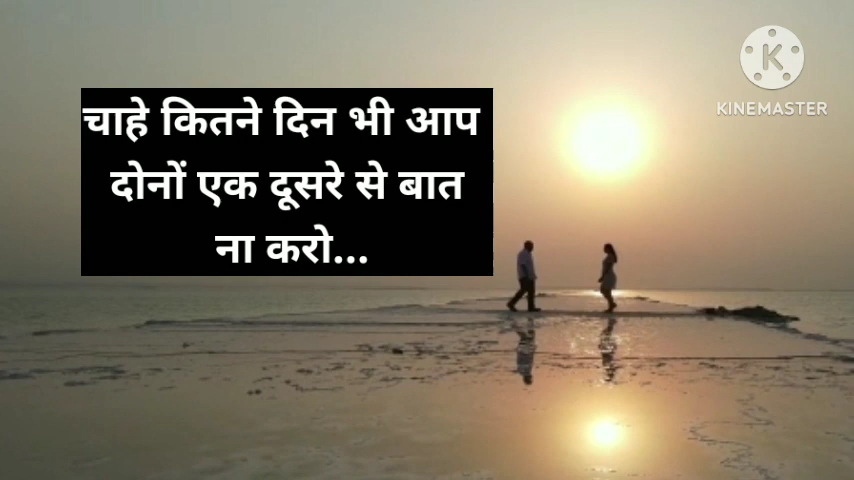 चाहे कितने दिन भी आप
दोनों एक दूसरे से बात
ना करो...
K
KINEMASTER